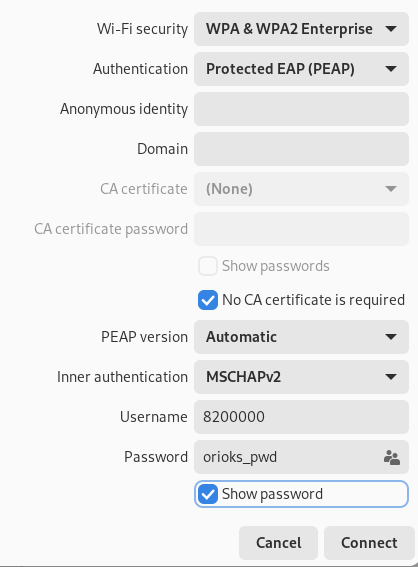 Wi-Fi security WPA & WPA2 Enterprise
Authentication Protected EAP (PEAP)
Anonymous identity
Domain
CA certificate (None)
CA certificate password
Show passwords
No CA certificate is required
PEAP version Automatic
Inner authentication MSCHAPv2
Username 8200000
Password orioks_pwd
Show password
Cancel Connect